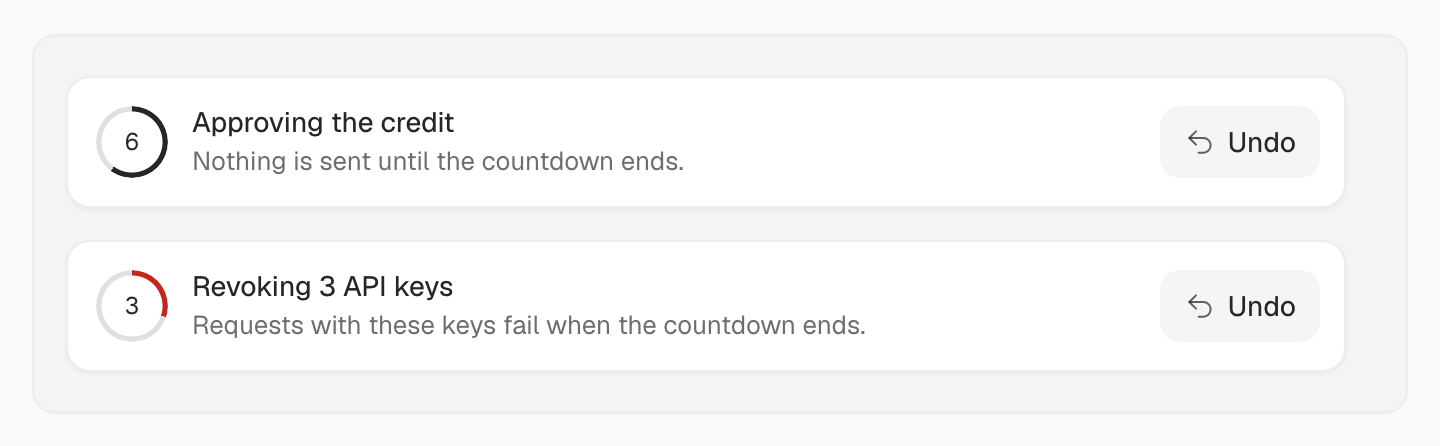 6
Approving the credit
Nothing is sent until the countdown ends.
Undo
3
Revoking 3 API keys
Requests with these keys fail when the countdown ends.
Undo